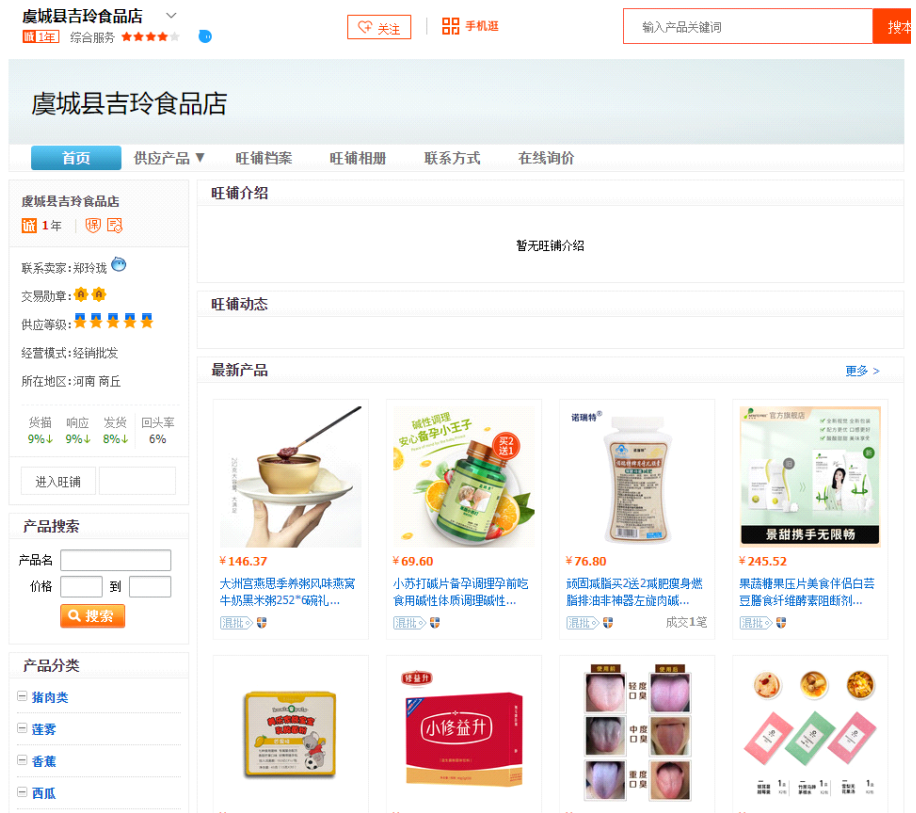 虞城县吉玲食品店
诚 1年 综合服务
关注
手机逛
输入产品关键词
搜本
虞城县吉玲食品店
首页 供应产品▼ 旺铺档案 旺铺相册 联系方式 在线询价
虞城县吉玲食品店
诚 1年 保
联系卖家:郑玲珑
交易勋章:
供应等级:
经营模式:经销批发
所在地区:河南 商丘
货描 响应 发货 回头率
9%↓ 9%↓ 8%↓ 6%
进入旺铺
产品搜索
产品名
价格 到
搜索
产品分类
猪肉类
莲雾
香蕉
西瓜
旺铺介绍
暂无旺铺介绍
旺铺动态
最新产品
更多 >
碱性调理
安心备孕小王子
买2
送1
诺瑞特®
官方旗舰店
景甜携手无限畅
¥146.37
大洲宫燕思季养粥风味燕窝
牛奶黑米粥252*6碗礼...
混批
¥69.60
小苏打碱片备孕调理孕前吃
食用碱性体质调理碱性...
混批
¥76.80
顽固减脂买2送2减肥瘦身燃
脂排油非神器左旋肉碱...
混批
成交1笔
¥245.52
果蔬糖果压片美食伴侣白芸
豆膳食纤维酵素阻断剂...
混批
修益升
小修益升
使用前 使用后
轻度
口臭
中度
口臭
重度
口臭